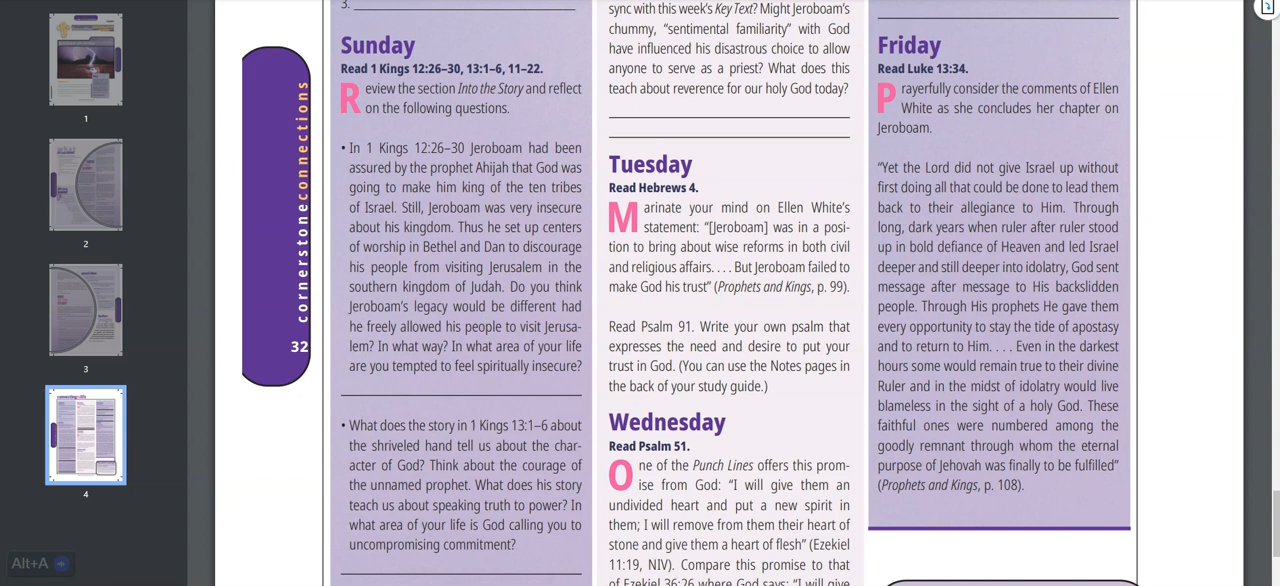 1
2
3
4
Alt+A
cornerstoneconnections
32
3.
Sunday
Read 1 Kings 12:26–30, 13:1–6, 11–22.
Review the section Into the Story and reflect
on the following questions.
• In 1 Kings 12:26–30 Jeroboam had been
assured by the prophet Ahijah that God was
going to make him king of the ten tribes
of Israel. Still, Jeroboam was very insecure
about his kingdom. Thus he set up centers
of worship in Bethel and Dan to discourage
his people from visiting Jerusalem in the
southern kingdom of Judah. Do you think
Jeroboam's legacy would be different had
he freely allowed his people to visit Jerusa-
lem? In what way? In what area of your life
are you tempted to feel spiritually insecure?
• What does the story in 1 Kings 13:1–6 about
the shriveled hand tell us about the char-
acter of God? Think about the courage of
the unnamed prophet. What does his story
teach us about speaking truth to power? In
what area of your life is God calling you to
uncompromising commitment?
sync with this week's Key Text? Might Jeroboam's
chummy, “sentimental familiarity” with God
have influenced his disastrous choice to allow
anyone to serve as a priest? What does this
teach about reverence for our holy God today?
Tuesday
Read Hebrews 4.
Marinate your mind on Ellen White's
statement: “[Jeroboam] was in a posi-
tion to bring about wise reforms in both civil
and religious affairs. . . . But Jeroboam failed to
make God his trust” (Prophets and Kings, p. 99).
Read Psalm 91. Write your own psalm that
expresses the need and desire to put your
trust in God. (You can use the Notes pages in
the back of your study guide.)
Wednesday
Read Psalm 51.
One of the Punch Lines offers this prom-
ise from God: “I will give them an
undivided heart and put a new spirit in
them; I will remove from them their heart of
stone and give them a heart of flesh” (Ezekiel
11:19, NIV). Compare this promise to that
of Ezekiel 36:26 where God says: “I will give
Friday
Read Luke 13:34.
Prayerfully consider the comments of Ellen
White as she concludes her chapter on
Jeroboam.
“Yet the Lord did not give Israel up without
first doing all that could be done to lead them
back to their allegiance to Him. Through
long, dark years when ruler after ruler stood
up in bold defiance of Heaven and led Israel
deeper and still deeper into idolatry, God sent
message after message to His backslidden
people. Through His prophets He gave them
every opportunity to stay the tide of apostasy
and to return to Him. . . . Even in the darkest
hours some would remain true to their divine
Ruler and in the midst of idolatry would live
blameless in the sight of a holy God. These
faithful ones were numbered among the
goodly remnant through whom the eternal
purpose of Jehovah was finally to be fulfilled”
(Prophets and Kings, p. 108).